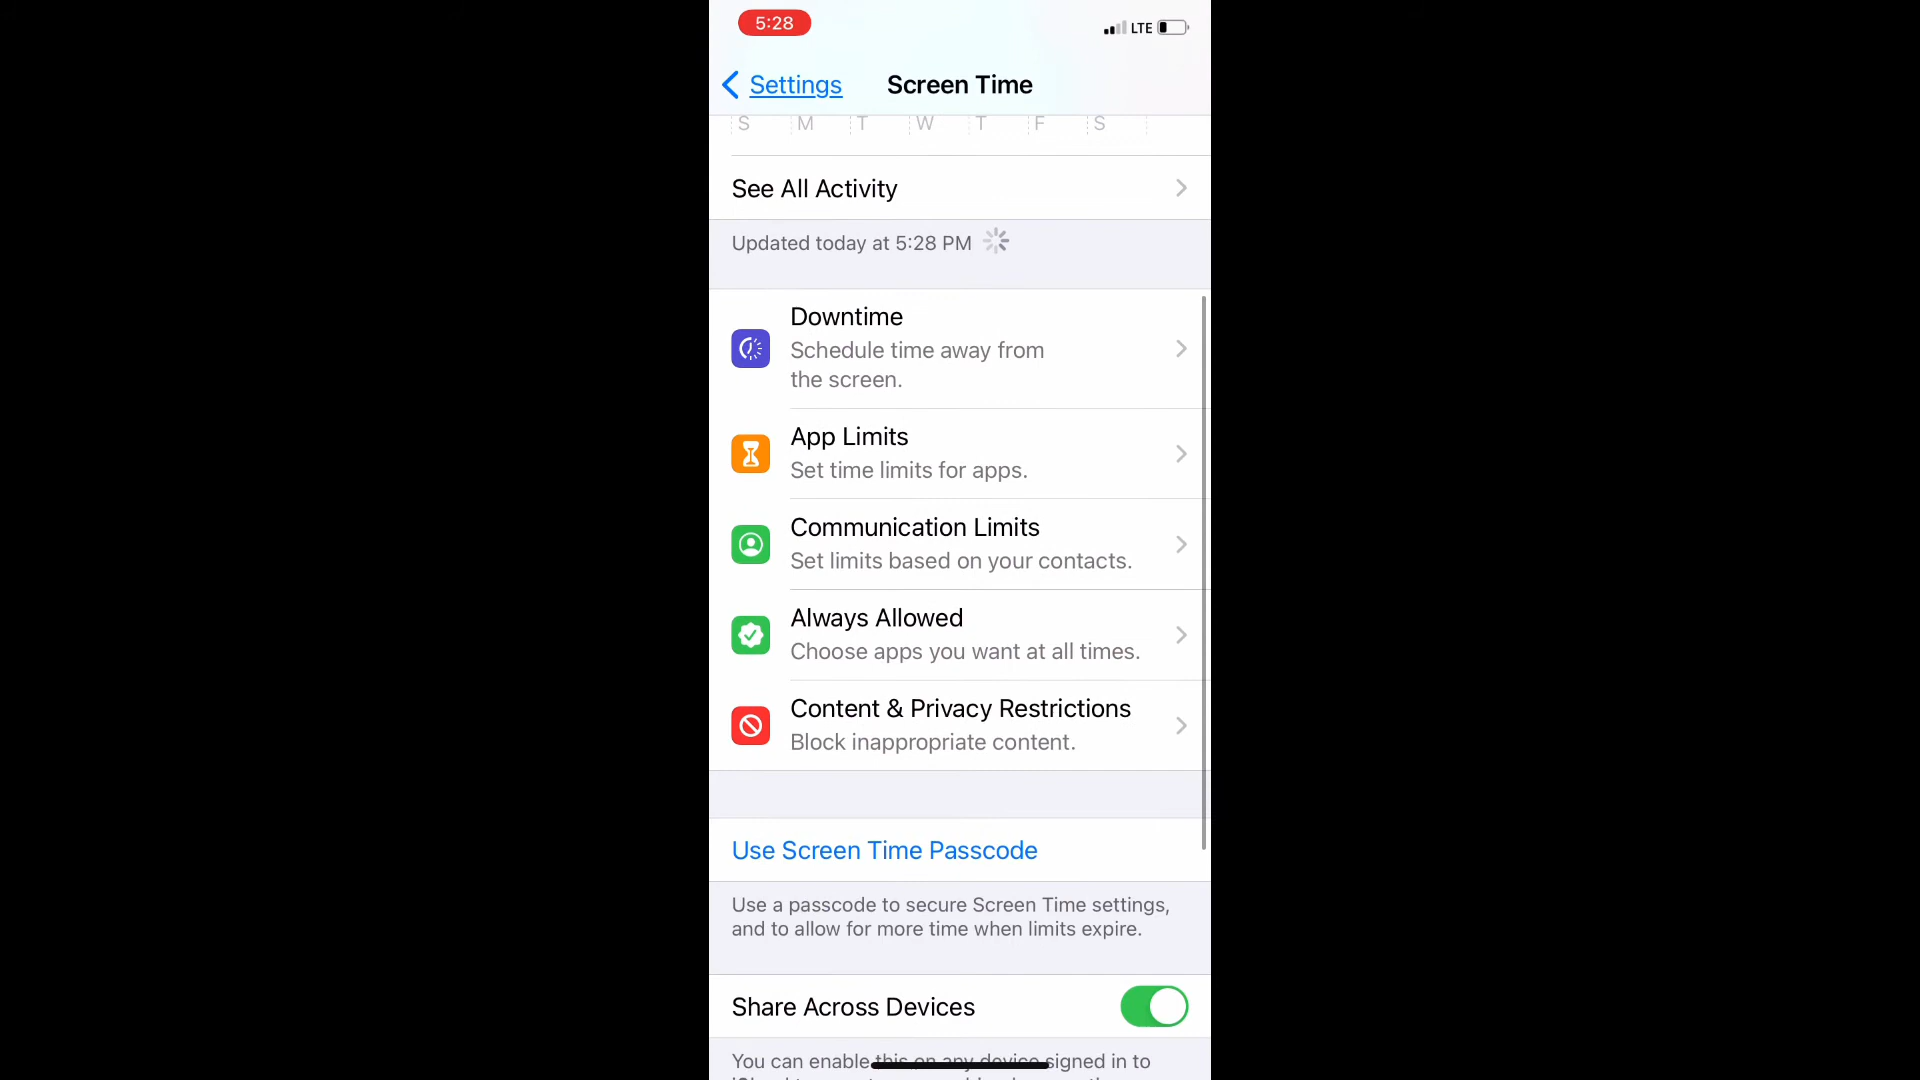 5:28
LTE
Settings
Screen Time
S M T W T F S
See All Activity
Updated today at 5:28 PM
Downtime
Schedule time away from
the screen.
App Limits
Set time limits for apps.
Communication Limits
Set limits based on your contacts.
Always Allowed
Choose apps you want at all times.
Content & Privacy Restrictions
Block inappropriate content.
Use Screen Time Passcode
Use a passcode to secure Screen Time settings,
and to allow for more time when limits expire.
Share Across Devices
You can enable this on any device signed in to